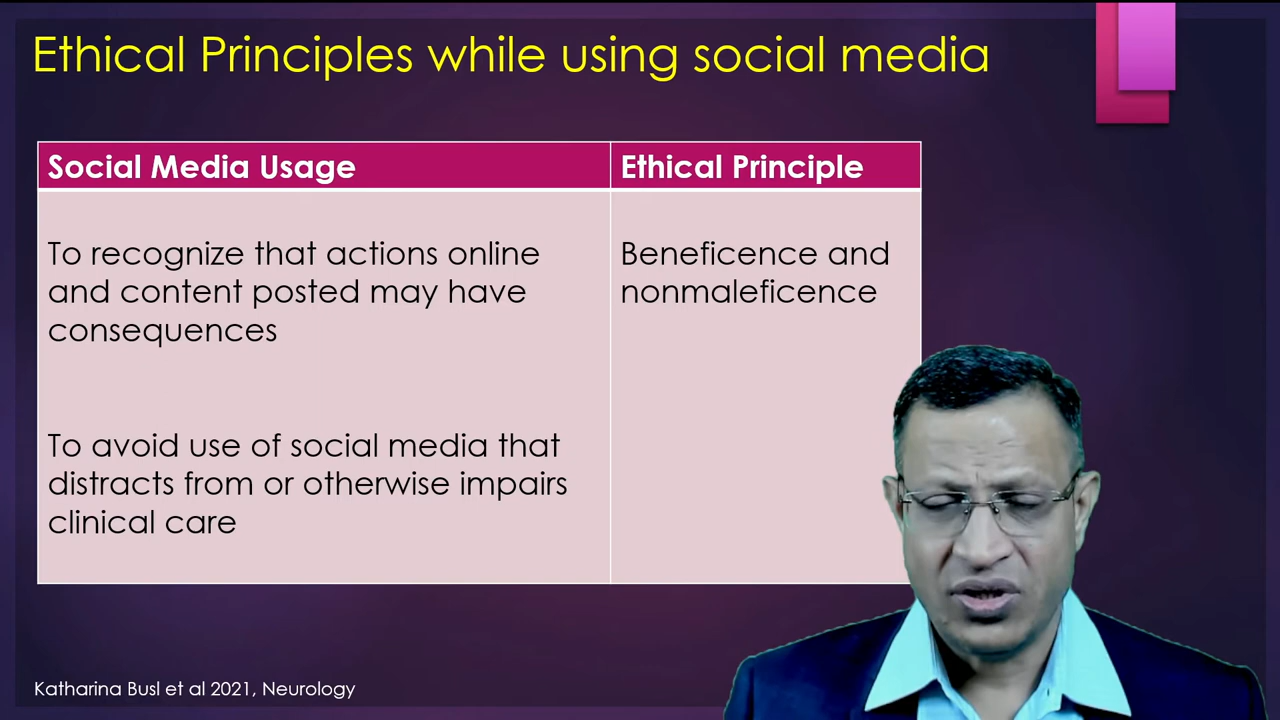 Ethical Principles while using social media
Social Media Usage
Ethical Principle
To recognize that actions online
and content posted may have
consequences
Beneficence and
nonmaleficence
To avoid use of social media that
distracts from or otherwise impairs
clinical care
Katharina Busl et al 2021, Neurology